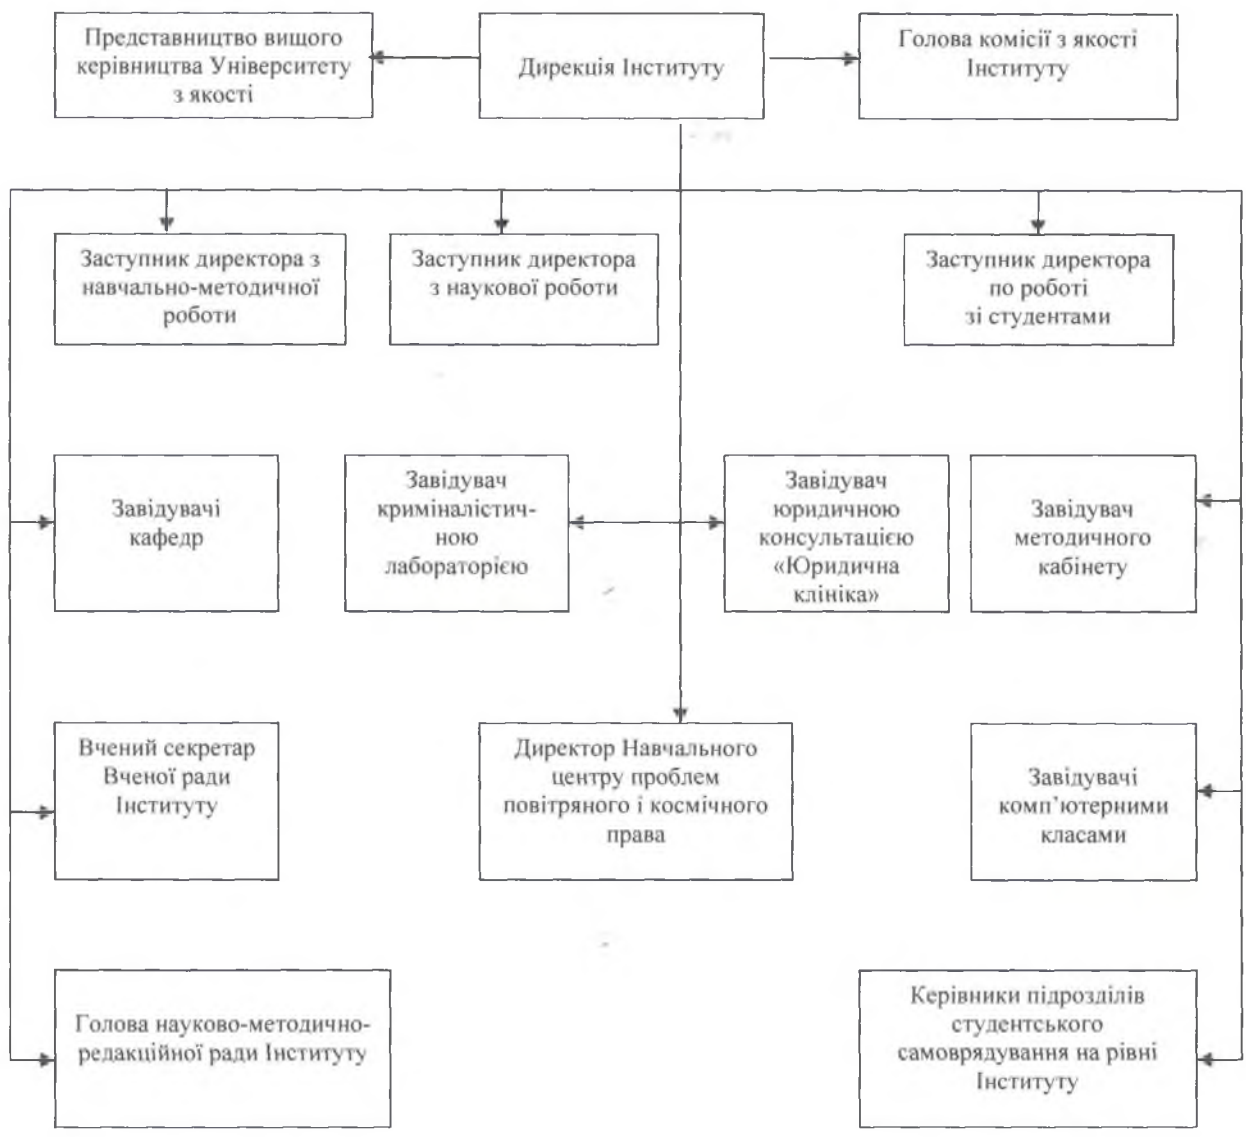 Представництво вищого
керівництва Університету
з якості
Дирекція Інституту
Голова комісії з якості
Інституту
Заступник директора з
навчально-методичної
роботи
Заступник директора
з наукової роботи
Заступник директора
по роботі
зі студентами
Завідувачі
кафедр
Завідувач
криміналістич-
ною
лабораторією
Завідувач
юридичною
консультацією
«Юридична
клініка»
Завідувач
методичного
кабінету
Вчений секретар
Вченої ради
Інституту
Директор Навчального
центру проблем
повітряного і космічного
права
Завідувачі
комп’ютерними
класами
Голова науково-методично-
редакційної ради Інституту
Керівники підрозділів
студентського
самоврядування на рівні
Інституту